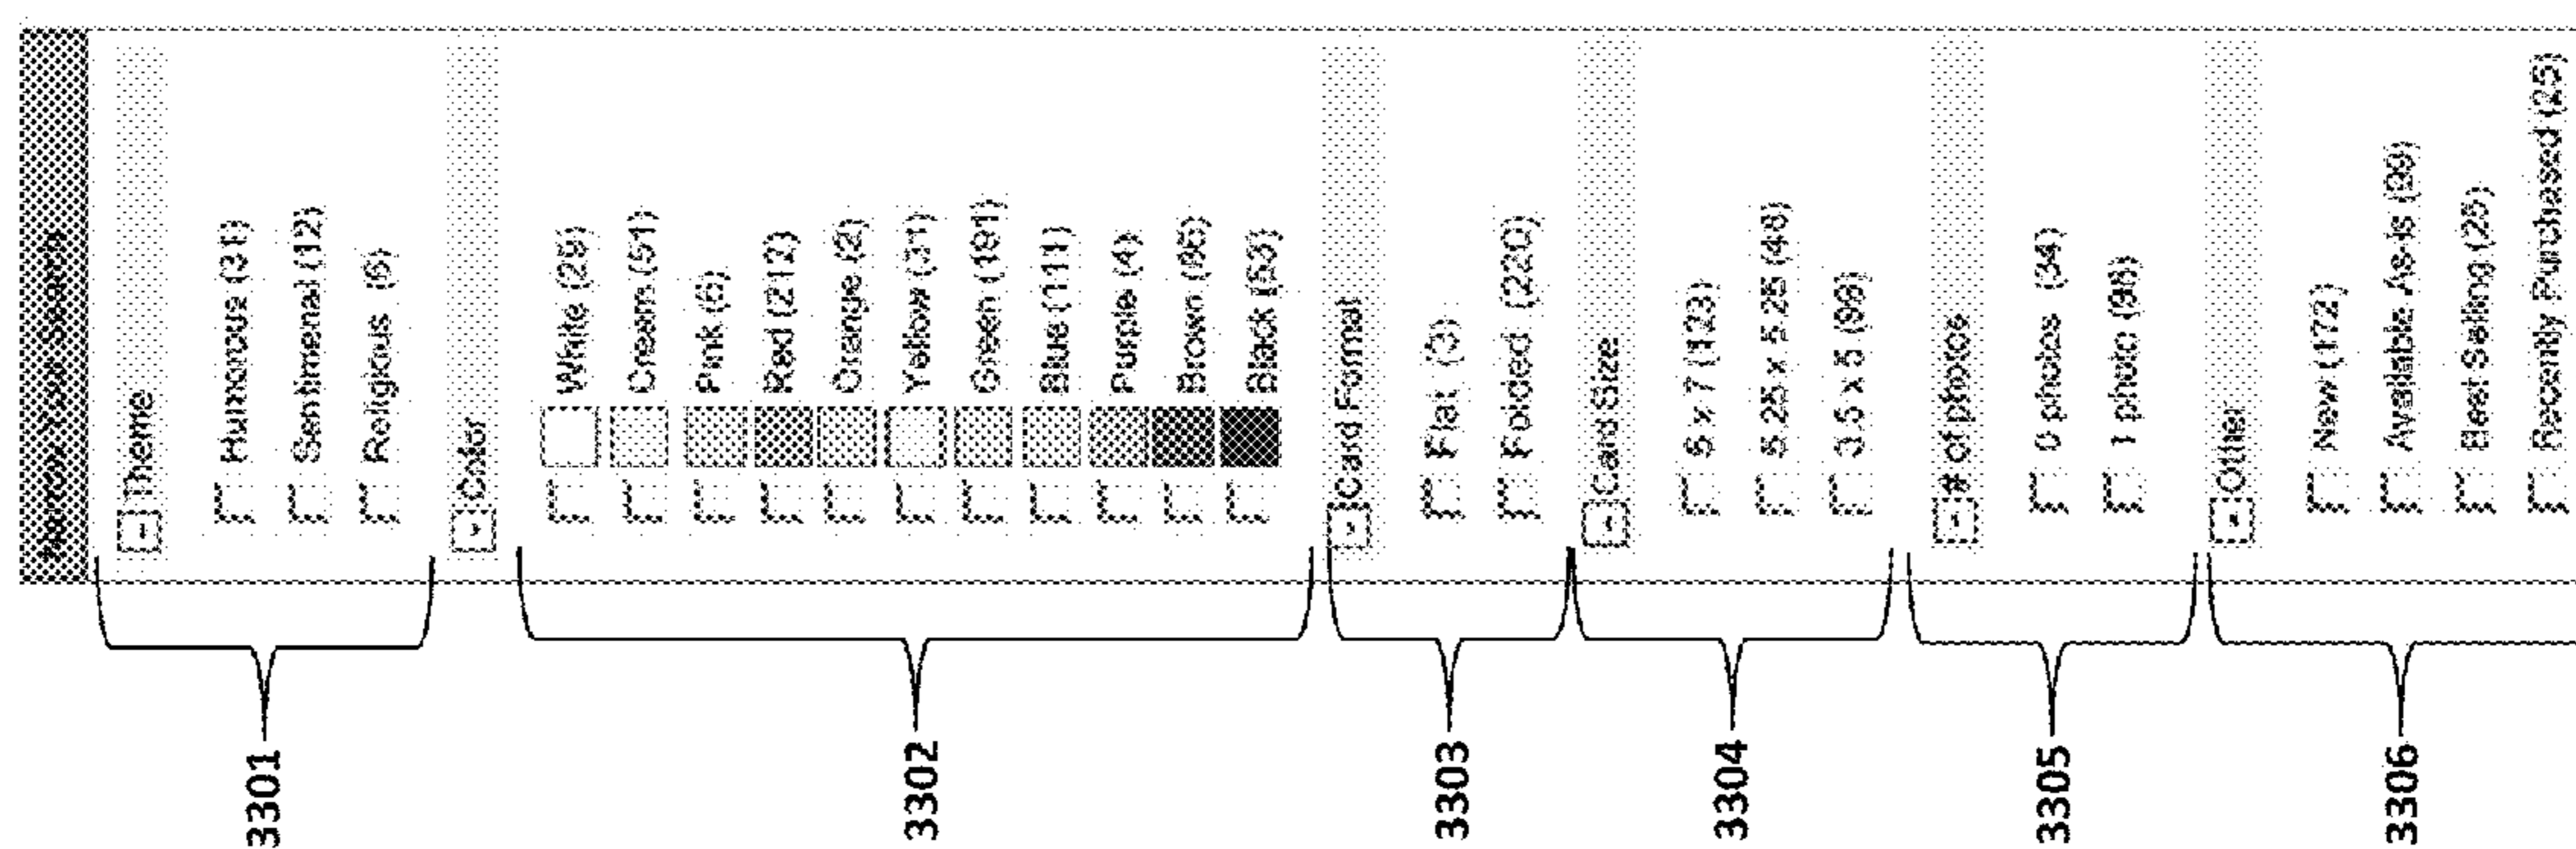 Narrow Your Search
3301
Theme
Humorous (31)
Sentimenal (12)
Religious (6)
3302
Color
White (29)
Cream (51)
Pink (6)
Red (212)
Orange (2)
Yellow (31)
Green (191)
Blue (111)
Purple (4)
Brown
Black (53)
3303
Card Format
Flat (3)
Folded (220)
3304
Card Size
5 x 7 (123)
5.25 x 5.25 (48)
3.5 x 5 (99)
3305
# of photos
0 photos (34)
1 photo (98)
3306
Other
New (172)
Available As-is (99)
Best Selling (25)
Recently Purchased (25)